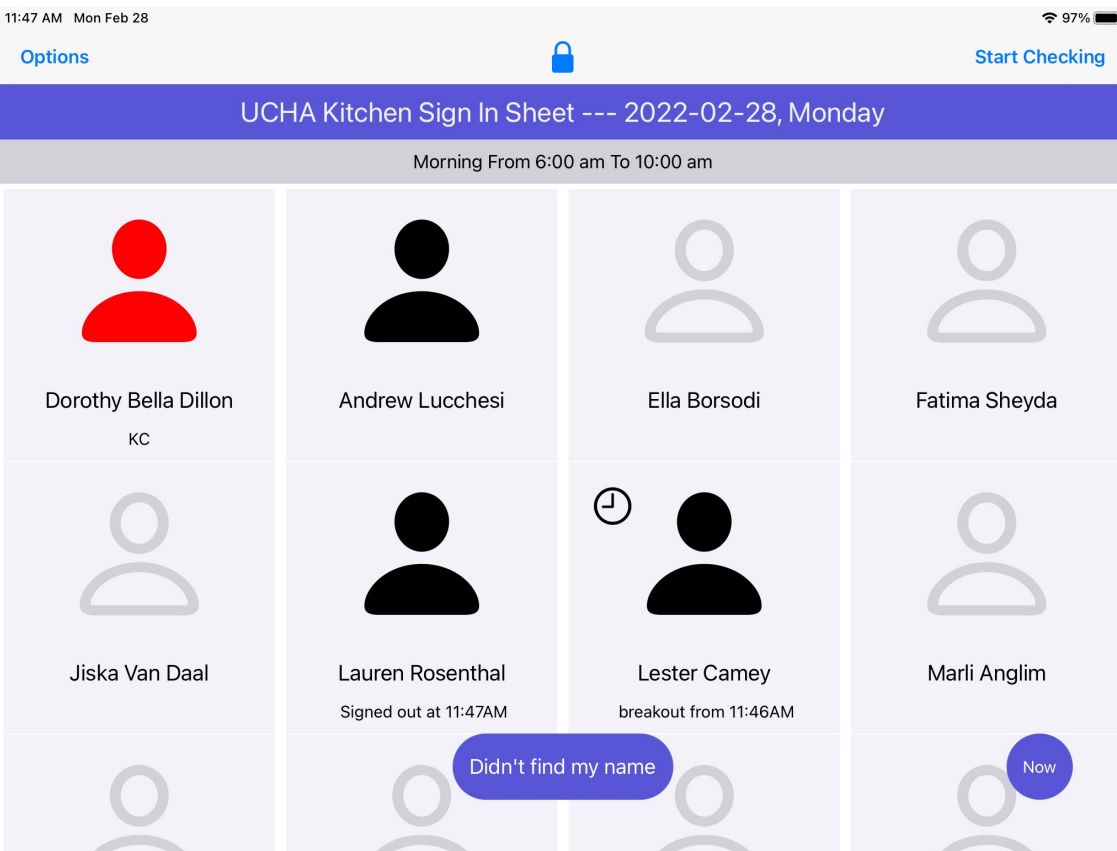 11:47 AM Mon Feb 28 97%
Options Start Checking
UCHA Kitchen Sign In Sheet --- 2022-02-28, Monday
Morning From 6:00 am To 10:00 am
Dorothy Bella Dillon Andrew Lucchesi Ella Borsodi Fatima Sheyda
KC
Jiska Van Daal Lauren Rosenthal Lester Camey Marli Anglim
Signed out at 11:47AM breakout from 11:46AM
Didn't find my name Now